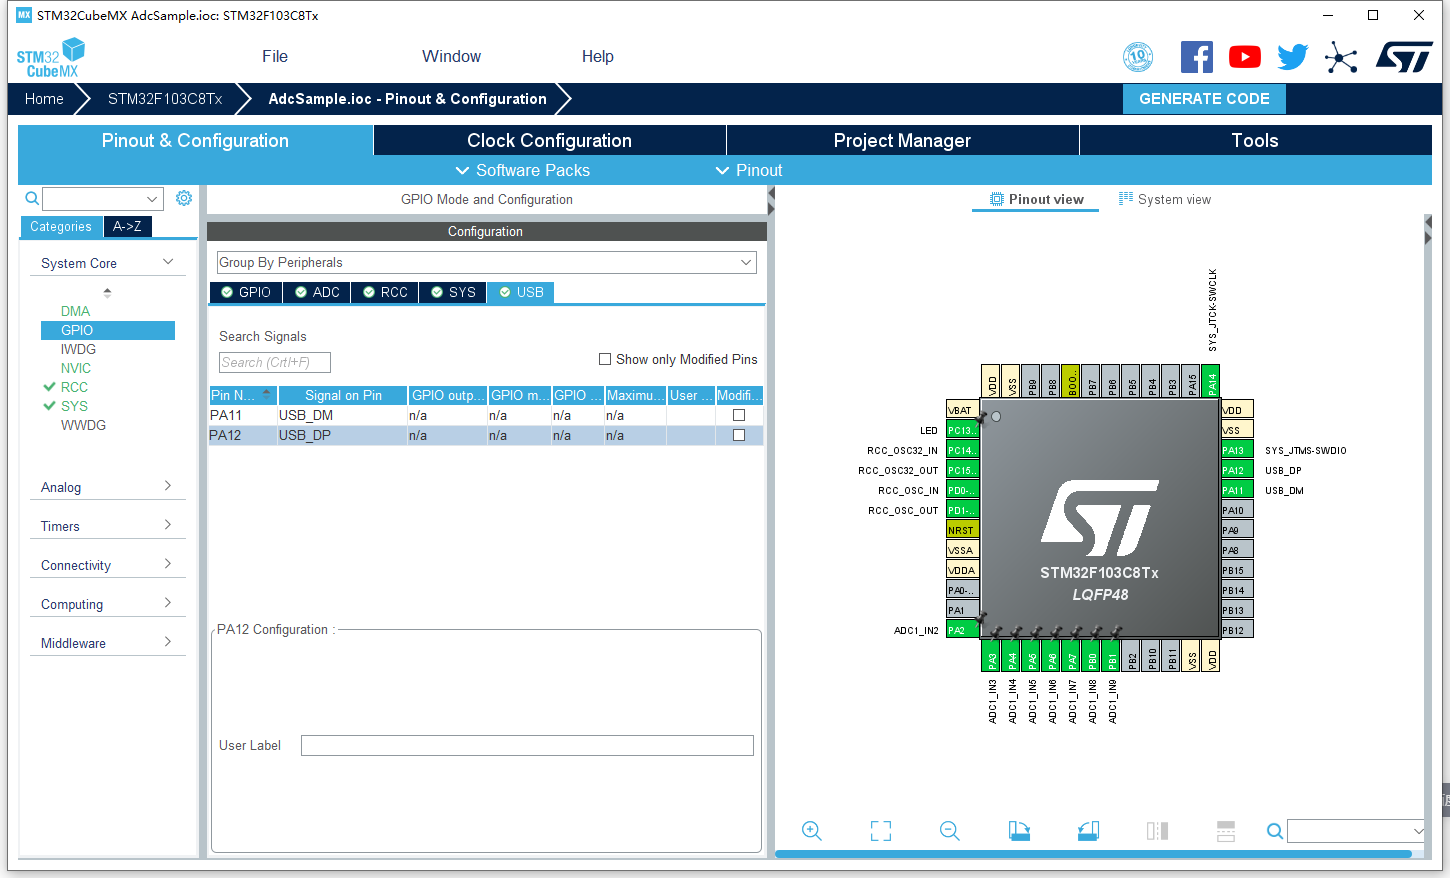 MX STM32CubeMX AdcSample.ioc: STM32F103C8Tx
STM32
CubeMX
File Window Help
10
Home STM32F103C8Tx AdcSample.ioc - Pinout & Configuration GENERATE CODE
Pinout & Configuration Clock Configuration Project Manager Tools
Software Packs Pinout
GPIO Mode and Configuration
Pinout view System view
Categories A->Z
System Core
DMA
GPIO
IWDG
NVIC
RCC
SYS
WWDG
Analog
Timers
Connectivity
Computing
Middleware
Configuration
Group By Peripherals
GPIO ADC RCC SYS USB
Search Signals
Search (Crtl+F)
Show only Modified Pins
Pin N... Signal on Pin GPIO outp... GPIO m... GPIO ... Maximu... User ... Modifi...
PA11 USB_DM n/a n/a n/a n/a
PA12 USB_DP n/a n/a n/a n/a
PA12 Configuration :
User Label
SYS_JTCK-SWCLK
VDD VSS PB9 PB8 BOO.. PB7 PB6 PB5 PB4 PB3 PA15 PA14
VBAT VDD
LED PC13.. VSS
RCC_OSC32_IN PC14.. PA13 SYS_JTMS-SWDIO
RCC_OSC32_OUT PC15.. PA12 USB_DP
RCC_OSC_IN PD0-.. PA11 USB_DM
RCC_OSC_OUT PD1-.. PA10
NRST PA9
VSSA PA8
VDDA PB15
PA0-.. PB14
PA1 PB13
ADC1_IN2 PA2 PB12
ST
STM32F103C8Tx
LQFP48
PA3 PA4 PA5 PA6 PA7 PB0 PB1 PB2 PB10 PB11 VSS VDD
ADC1_IN3 ADC1_IN4 ADC1_IN5 ADC1_IN6 ADC1_IN7 ADC1_IN8 ADC1_IN9